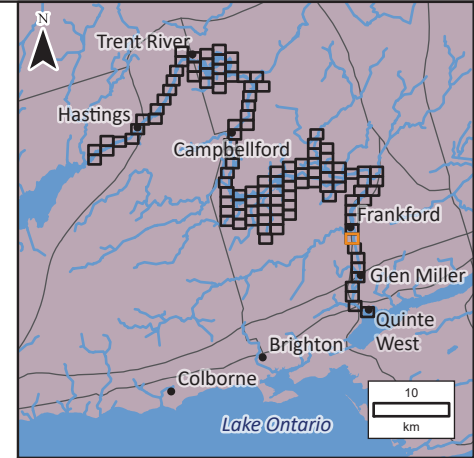 N
Trent River
Hastings
Campbellford
Frankford
Glen Miller
Quinte
West
Brighton
Colborne
10
km
Lake Ontario